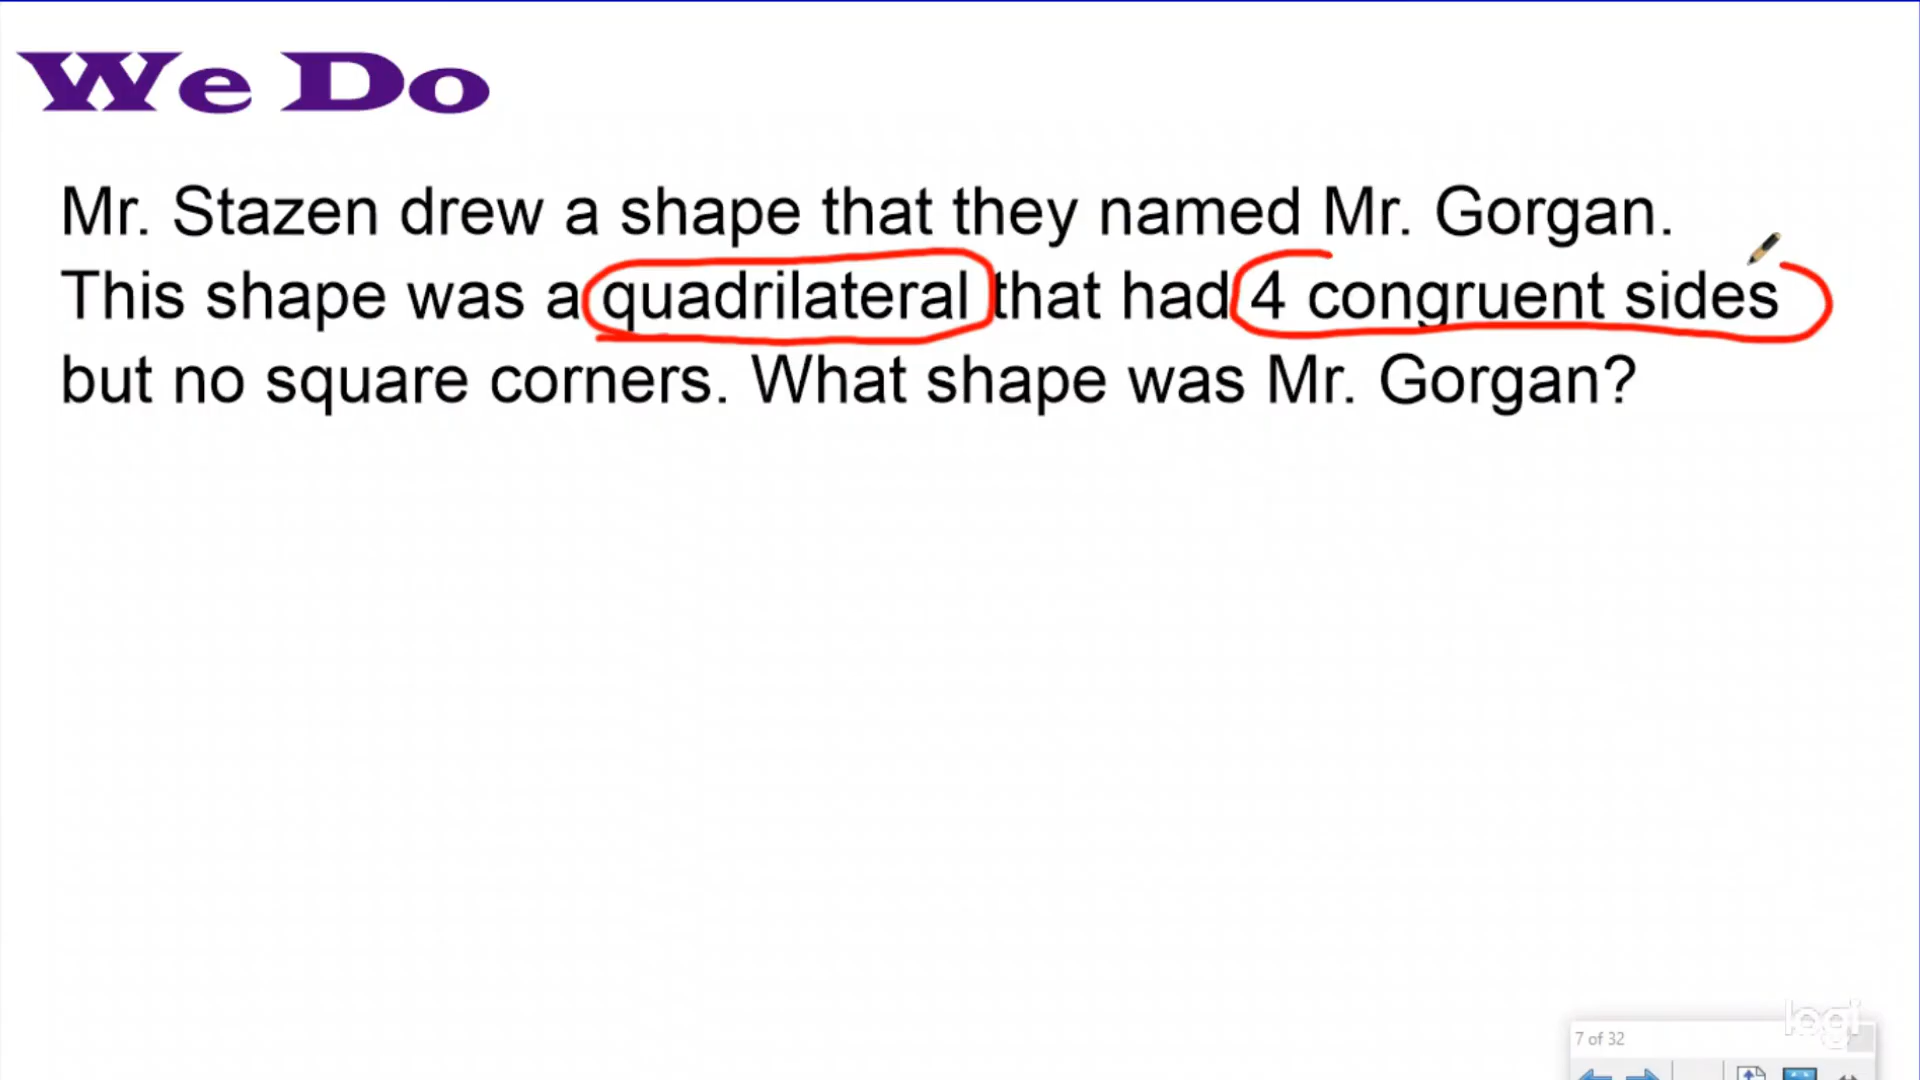 We Do
Mr. Stazen drew a shape that they named Mr. Gorgan.
This shape was a quadrilateral that had 4 congruent sides
but no square corners. What shape was Mr. Gorgan?
logi
7 of 32